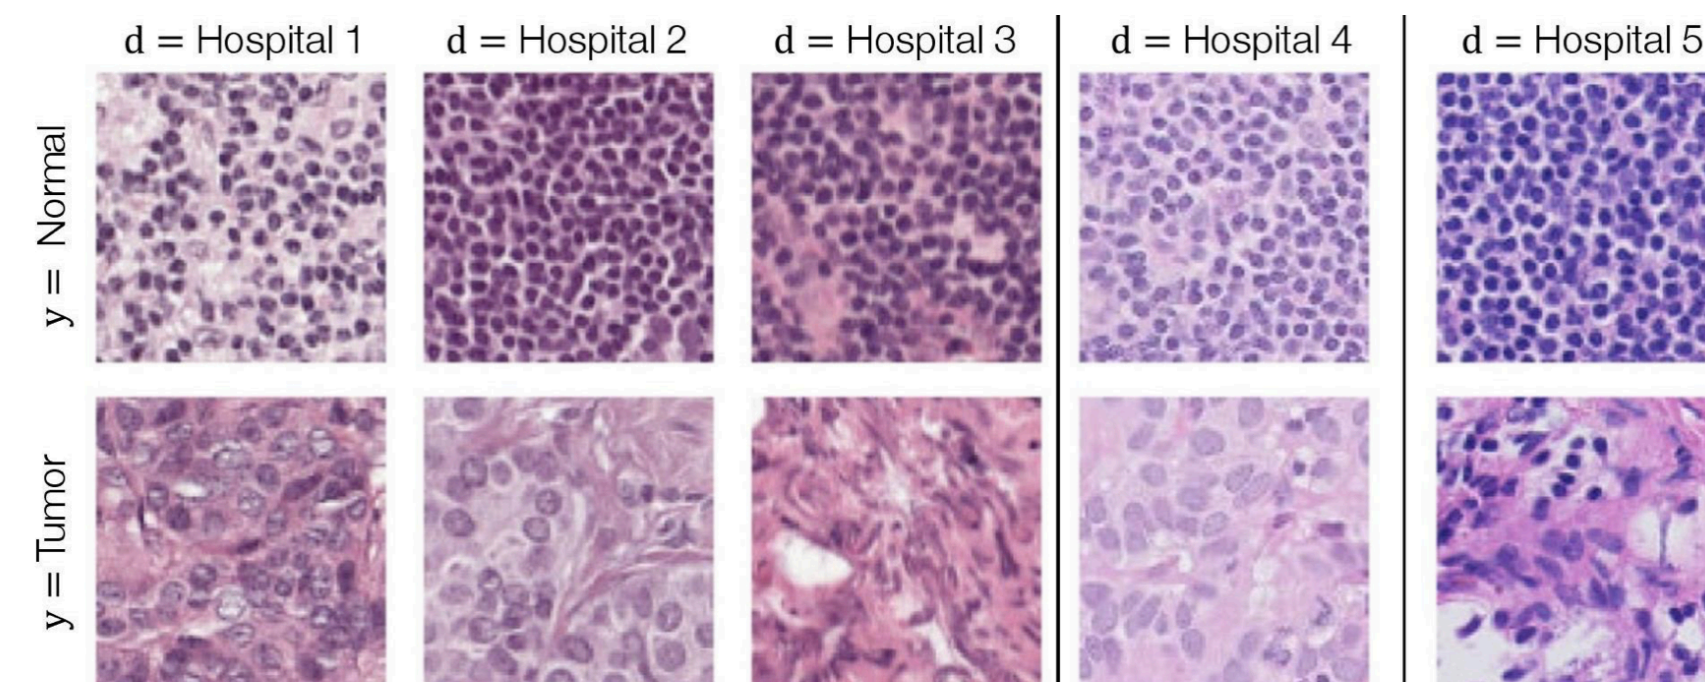 d = Hospital 1
d = Hospital 2
d = Hospital 3
d = Hospital 4
d = Hospital 5
y = Normal
y = Tumor